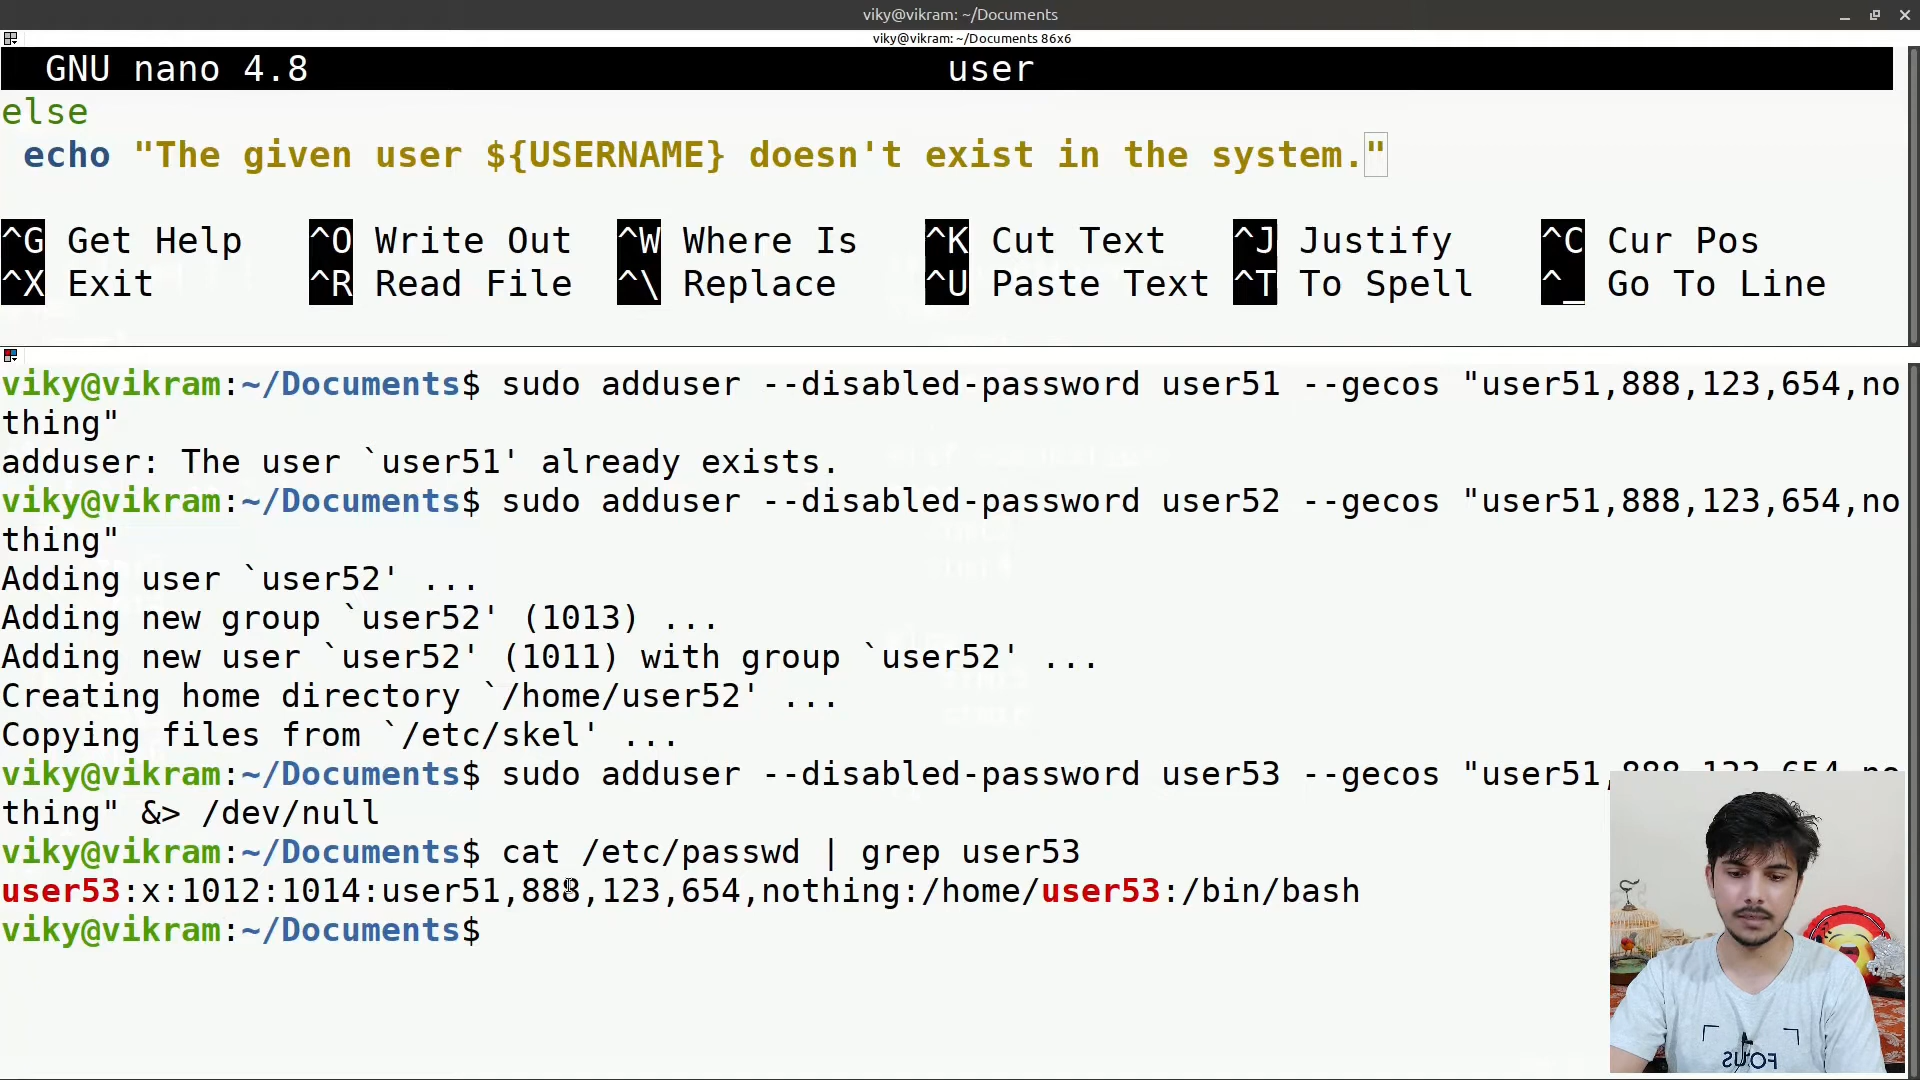 viky@vikram: ~/Documents
viky@vikram: ~/Documents 86x6
GNU nano 4.8 user
else
echo "The given user ${USERNAME} doesn't exist in the system."
^G Get Help ^O Write Out ^W Where Is ^K Cut Text ^J Justify ^C Cur Pos
^X Exit ^R Read File ^\ Replace ^U Paste Text ^T To Spell ^_ Go To Line
viky@vikram:~/Documents$ sudo adduser --disabled-password user51 --gecos "user51,888,123,654,no
thing"
adduser: The user `user51' already exists.
viky@vikram:~/Documents$ sudo adduser --disabled-password user52 --gecos "user51,888,123,654,no
thing"
Adding user `user52' ...
Adding new group `user52' (1013) ...
Adding new user `user52' (1011) with group `user52' ...
Creating home directory `/home/user52' ...
Copying files from `/etc/skel' ...
viky@vikram:~/Documents$ sudo adduser --disabled-password user53 --gecos "user51,888,123,654,no
thing" &> /dev/null
viky@vikram:~/Documents$ cat /etc/passwd | grep user53
user53:x:1012:1014:user51,888,123,654,nothing:/home/user53:/bin/bash
viky@vikram:~/Documents$